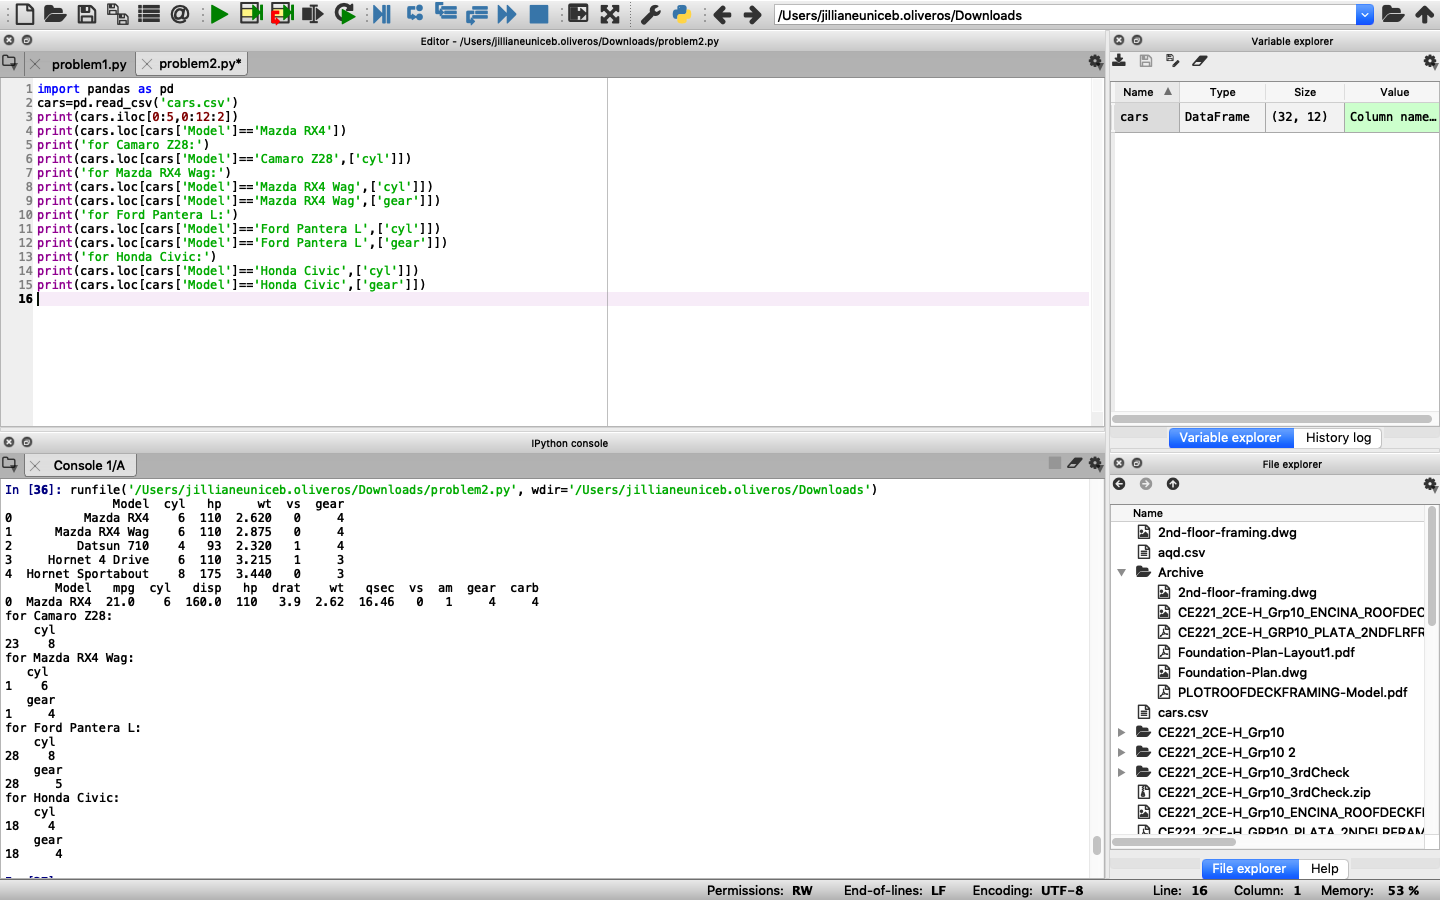 /Users/jillianeuniceb.oliveros/Downloads
Editor - /Users/jillianeuniceb.oliveros/Downloads/problem2.py
problem1.py
problem2.py*
1 import pandas as pd
2 cars=pd.read_csv('cars.csv')
3 print(cars.iloc[0:5,0:12:2])
4 print(cars.loc[cars['Model']=='Mazda RX4'])
5 print('for Camaro Z28:')
6 print(cars.loc[cars['Model']=='Camaro Z28',['cyl']])
7 print('for Mazda RX4 Wag:')
8 print(cars.loc[cars['Model']=='Mazda RX4 Wag',['cyl']])
9 print(cars.loc[cars['Model']=='Mazda RX4 Wag',['gear']])
10 print('for Ford Pantera L:')
11 print(cars.loc[cars['Model']=='Ford Pantera L',['cyl']])
12 print(cars.loc[cars['Model']=='Ford Pantera L',['gear']])
13 print('for Honda Civic:')
14 print(cars.loc[cars['Model']=='Honda Civic',['cyl']])
15 print(cars.loc[cars['Model']=='Honda Civic',['gear']])
16
IPython console
Console 1/A
In [36]: runfile('/Users/jillianeuniceb.oliveros/Downloads/problem2.py', wdir='/Users/jillianeuniceb.oliveros/Downloads')
Model cyl hp wt vs gear
0 Mazda RX4 6 110 2.620 0 4
1 Mazda RX4 Wag 6 110 2.875 0 4
2 Datsun 710 4 93 2.320 1 4
3 Hornet 4 Drive 6 110 3.215 1 3
4 Hornet Sportabout 8 175 3.440 0 3
Model mpg cyl disp hp drat wt qsec vs am gear carb
0 Mazda RX4 21.0 6 160.0 110 3.9 2.62 16.46 0 1 4 4
for Camaro Z28:
cyl
23 8
for Mazda RX4 Wag:
cyl
1 6
gear
1 4
for Ford Pantera L:
cyl
28 8
gear
28 5
for Honda Civic:
cyl
18 4
gear
18 4
Variable explorer
Name Type Size Value
cars DataFrame (32, 12) Column name…
Variable explorer History log
File explorer
Name
2nd-floor-framing.dwg
aqd.csv
Archive
2nd-floor-framing.dwg
CE221_2CE-H_Grp10_ENCINA_ROOFDEC
CE221_2CE-H_GRP10_PLATA_2NDFLRFR
Foundation-Plan-Layout1.pdf
Foundation-Plan.dwg
PLOTROOFDECKFRAMING-Model.pdf
cars.csv
CE221_2CE-H_Grp10
CE221_2CE-H_Grp10 2
CE221_2CE-H_Grp10_3rdCheck
CE221_2CE-H_Grp10_3rdCheck.zip
CE221_2CE-H_Grp10_ENCINA_ROOFDECKF
CE221_2CE-H_GRP10_PLATA_2NDFLRFRAM
File explorer Help
Permissions: RW End-of-lines: LF Encoding: UTF-8 Line: 16 Column: 1 Memory: 53 %